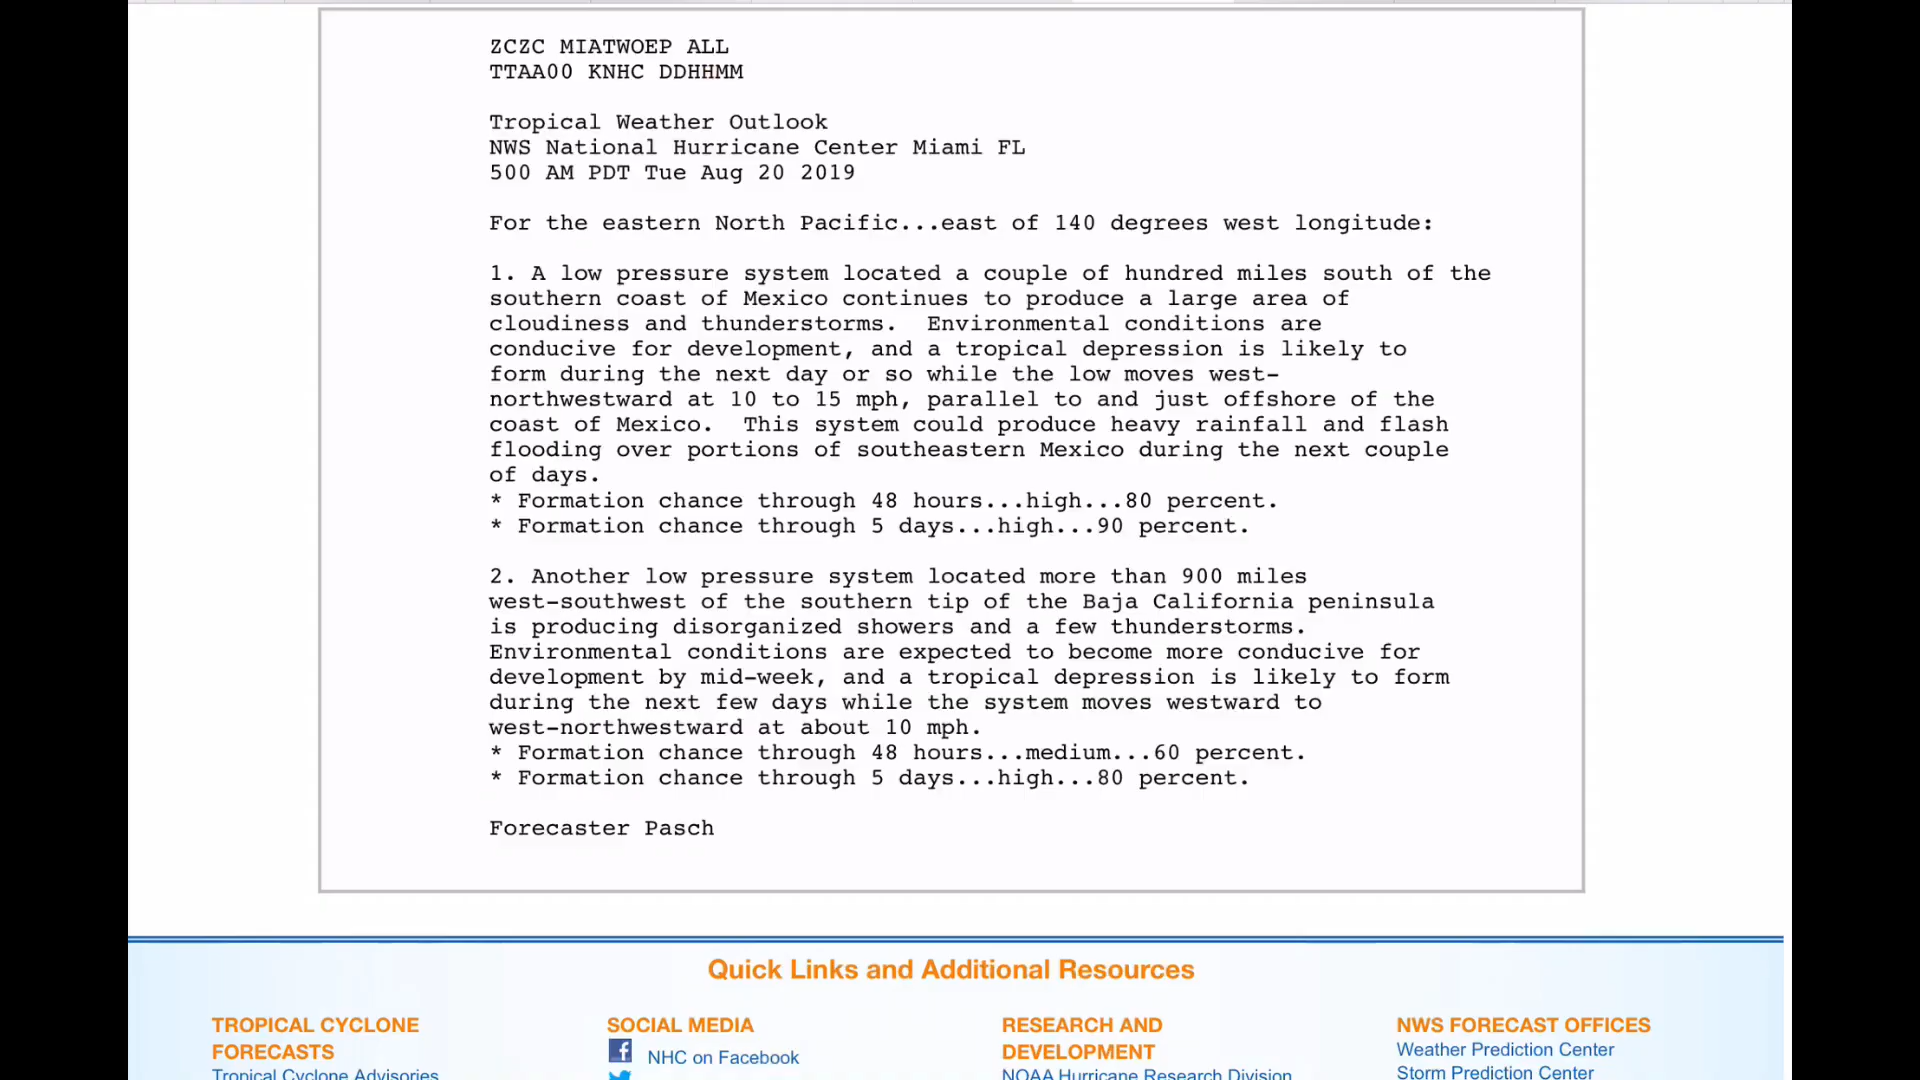 ZCZC MIATWOEP ALL
TTAA00 KNHC DDHHMM
Tropical Weather Outlook
NWS National Hurricane Center Miami FL
500 AM PDT Tue Aug 20 2019
For the eastern North Pacific...east of 140 degrees west longitude:
1. A low pressure system located a couple of hundred miles south of the
southern coast of Mexico continues to produce a large area of
cloudiness and thunderstorms.  Environmental conditions are
conducive for development, and a tropical depression is likely to
form during the next day or so while the low moves west-
northwestward at 10 to 15 mph, parallel to and just offshore of the
coast of Mexico.  This system could produce heavy rainfall and flash
flooding over portions of southeastern Mexico during the next couple
of days.
* Formation chance through 48 hours...high...80 percent.
* Formation chance through 5 days...high...90 percent.
2. Another low pressure system located more than 900 miles
west-southwest of the southern tip of the Baja California peninsula
is producing disorganized showers and a few thunderstorms.
Environmental conditions are expected to become more conducive for
development by mid-week, and a tropical depression is likely to form
during the next few days while the system moves westward to
west-northwestward at about 10 mph.
* Formation chance through 48 hours...medium...60 percent.
* Formation chance through 5 days...high...80 percent.
Forecaster Pasch
Quick Links and Additional Resources
TROPICAL CYCLONE
FORECASTS
Tropical Cyclone Advisories
SOCIAL MEDIA
NHC on Facebook
RESEARCH AND
DEVELOPMENT
NOAA Hurricane Research Division
NWS FORECAST OFFICES
Weather Prediction Center
Storm Prediction Center